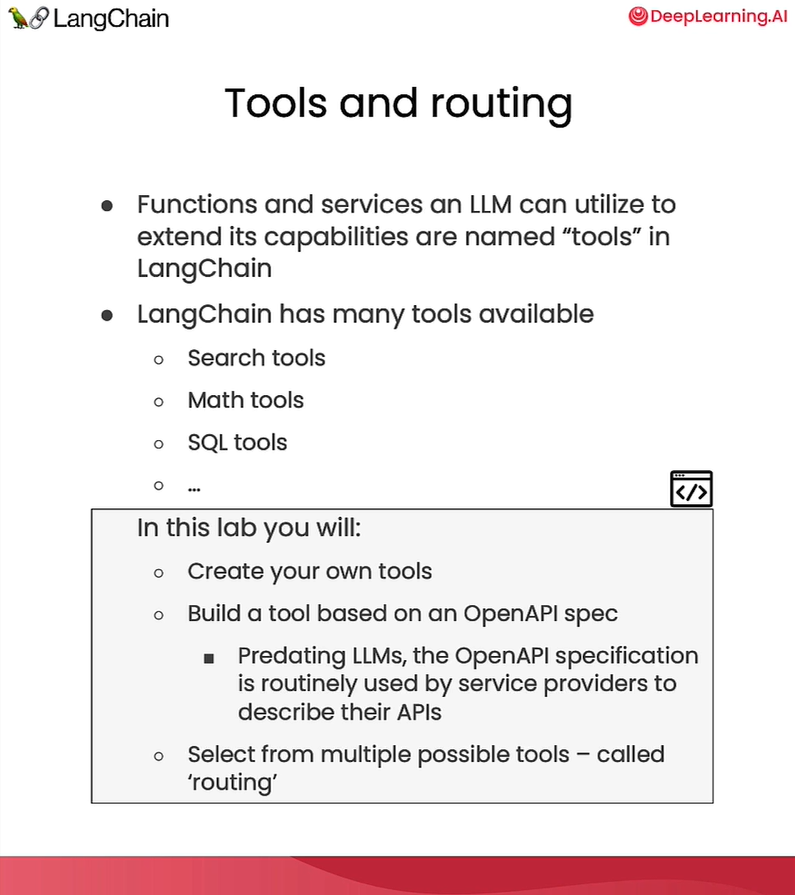 LangChain
DeepLearning.AI
Tools and routing
● Functions and services an LLM can utilize to
extend its capabilities are named “tools” in
LangChain
● LangChain has many tools available
○ Search tools
○ Math tools
○ SQL tools
○ …
</>
In this lab you will:
○ Create your own tools
○ Build a tool based on an OpenAPI spec
■ Predating LLMs, the OpenAPI specification
is routinely used by service providers to
describe their APIs
○ Select from multiple possible tools – called
‘routing’